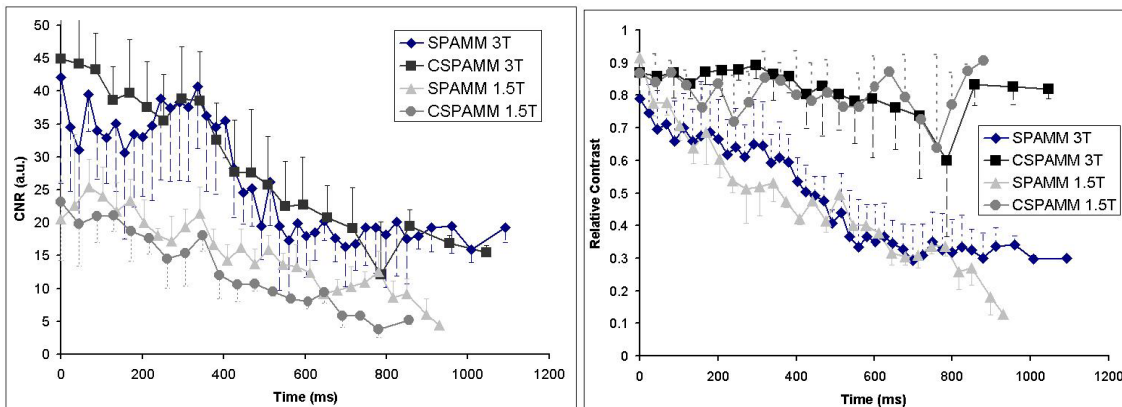 50
45
40
35
30
25
20
15
10
5
0
CNR (a.u.)
SPAMM 3T
CSPAMM 3T
SPAMM 1.5T
CSPAMM 1.5T
0 200 400 600 800 1000 1200
Time (ms)
1
0.9
0.8
0.7
0.6
0.5
0.4
0.3
0.2
0.1
0
Relative Contrast
SPAMM 3T
CSPAMM 3T
SPAMM 1.5T
CSPAMM 1.5T
0 200 400 600 800 1000 1200
Time (ms)